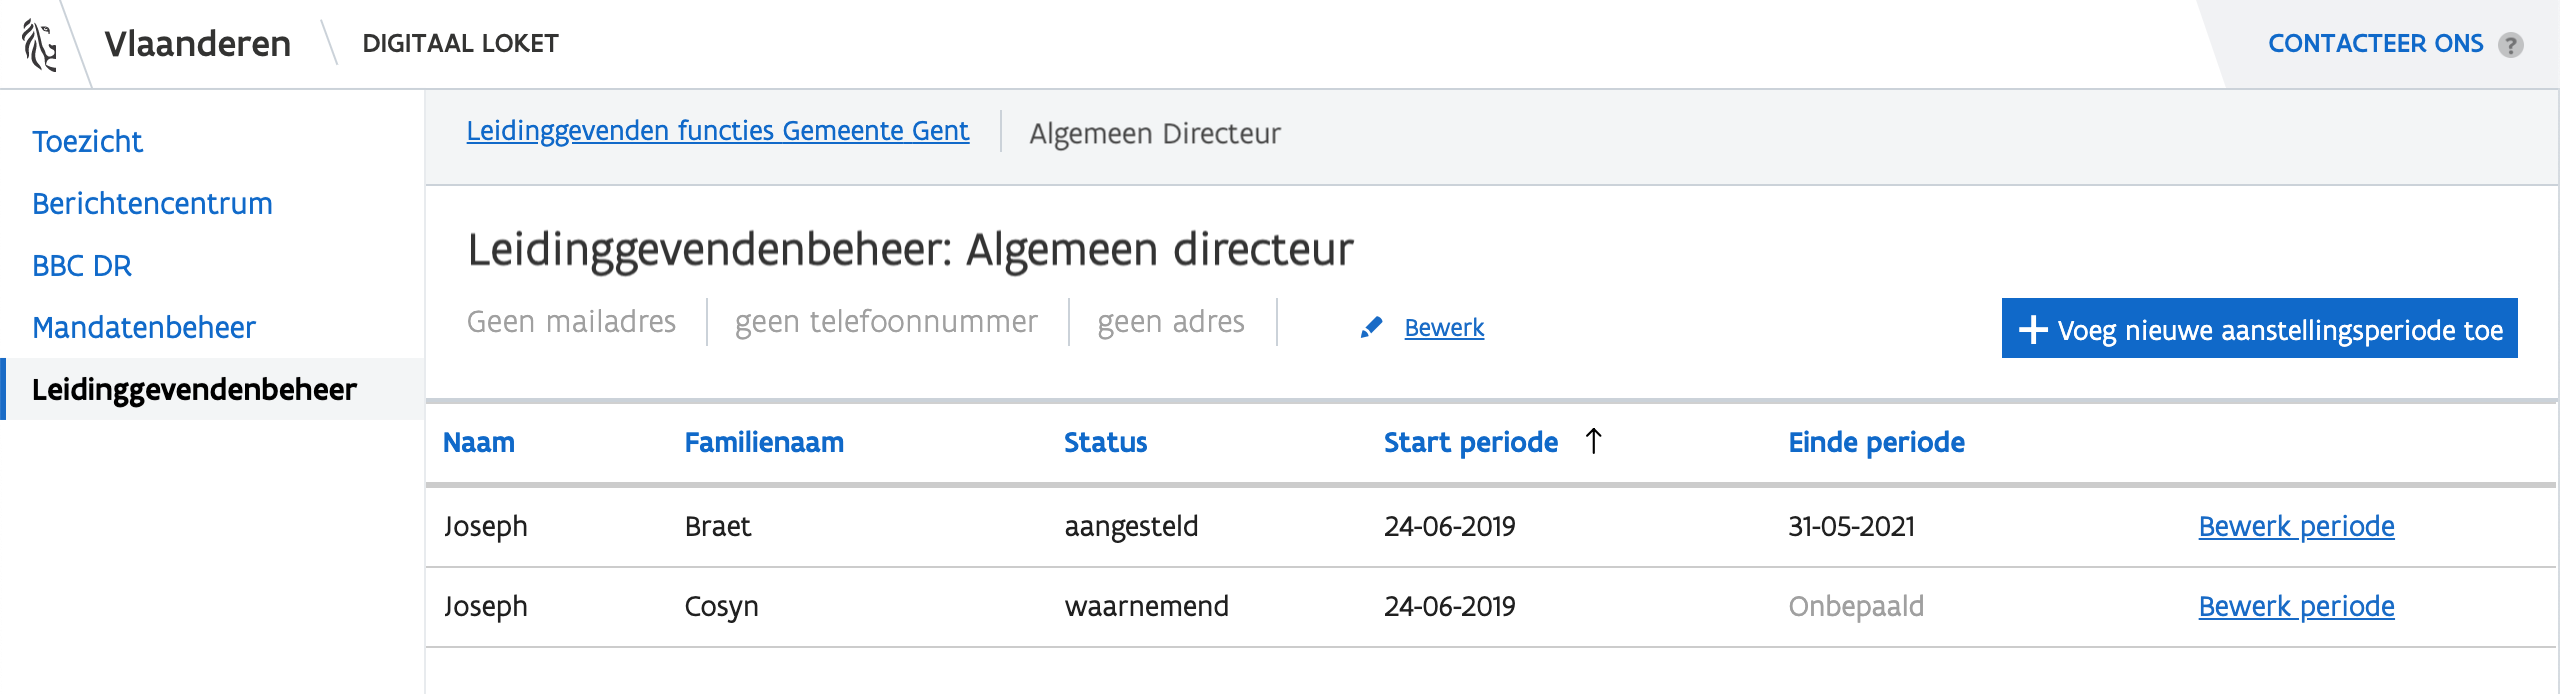 Vlaanderen DIGITAAL LOKET CONTACTEER ONS ?
Toezicht
Berichtencentrum
BBC DR
Mandatenbeheer
Leidinggevendenbeheer
Leidinggevenden functies Gemeente Gent Algemeen Directeur
Leidinggevendenbeheer: Algemeen directeur
Geen mailadres geen telefoonnummer geen adres Bewerk
+ Voeg nieuwe aanstellingsperiode toe
Naam Familienaam Status Start periode ↑ Einde periode
Joseph Braet aangesteld 24-06-2019 31-05-2021 Bewerk periode
Joseph Cosyn waarnemend 24-06-2019 Onbepaald Bewerk periode